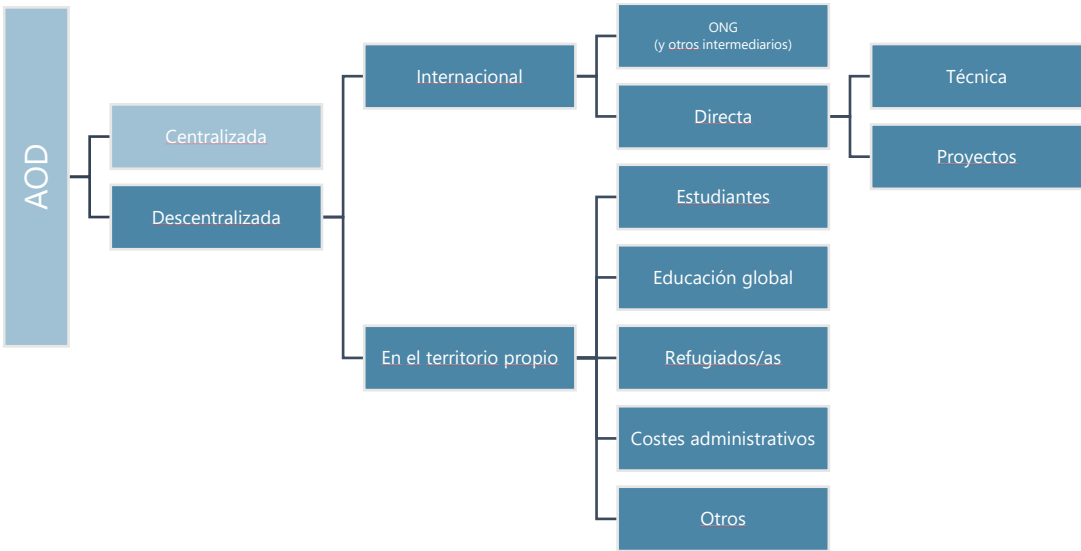 AOD
Centralizada
Descentralizada
Internacional
En el territorio propio
ONG
(y otros intermediarios)
Directa
Técnica
Proyectos
Estudiantes
Educación global
Refugiados/as
Costes administrativos
Otros